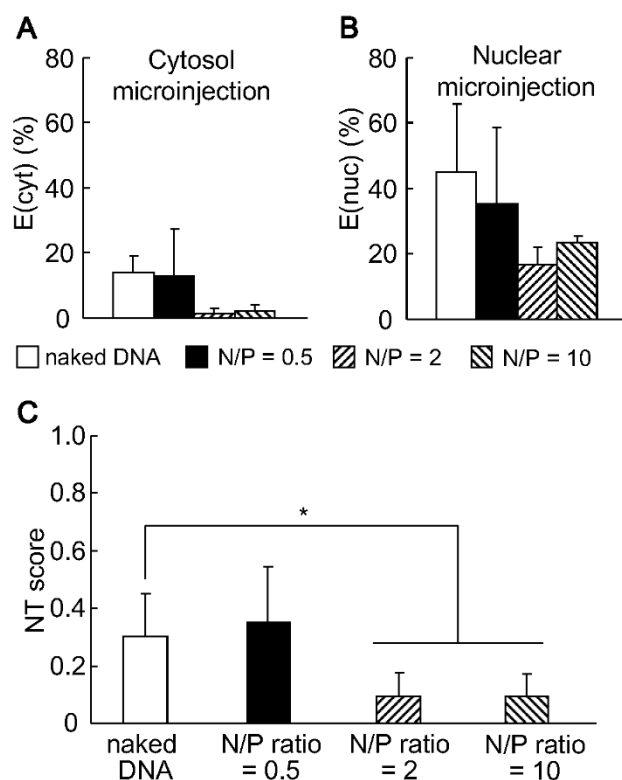 A
Cytosol
microinjection
E(cyt) (%)
80
60
40
20
0
B
Nuclear
microinjection
E(nuc) (%)
80
60
40
20
0
naked DNA
N/P = 0.5
N/P = 2
N/P = 10
C
NT score
1.0
0.8
0.6
0.4
0.2
0
*
naked
DNA
N/P ratio
= 0.5
N/P ratio
= 2
N/P ratio
= 10